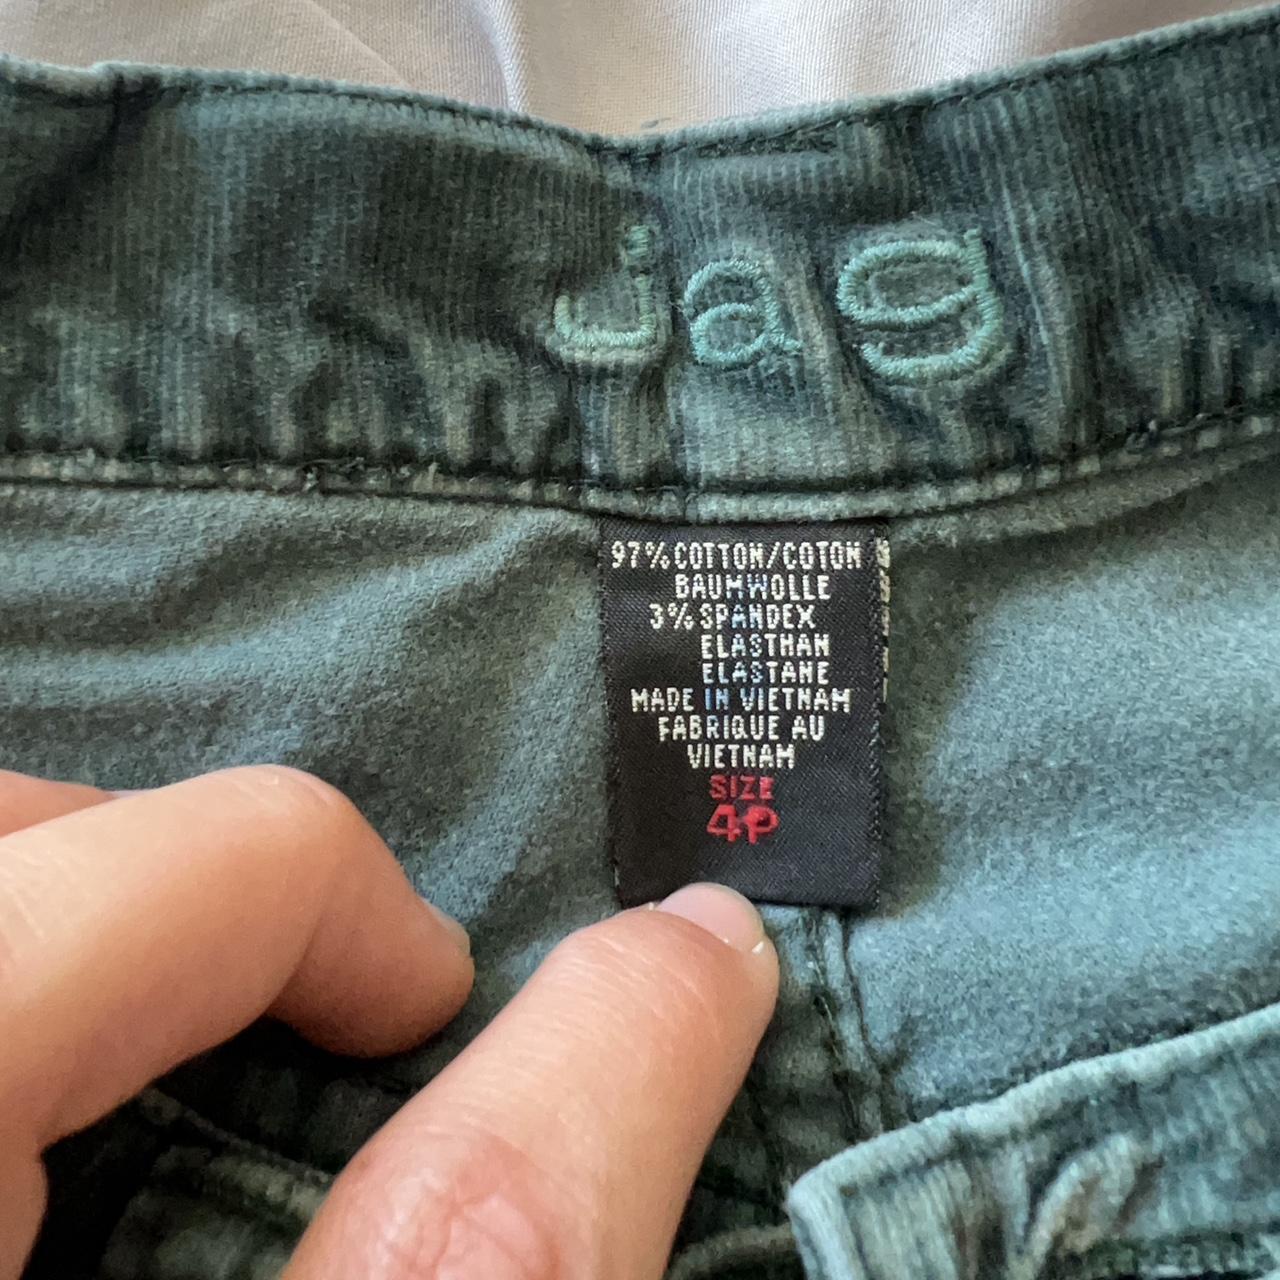 jag
97% COTTON/COTON
BAUMWOLLE
3% SPANDEX
ELASTHAN
ELASTANE
MADE IN VIETNAM
FABRIQUE AU
VIETNAM
SIZE
4P